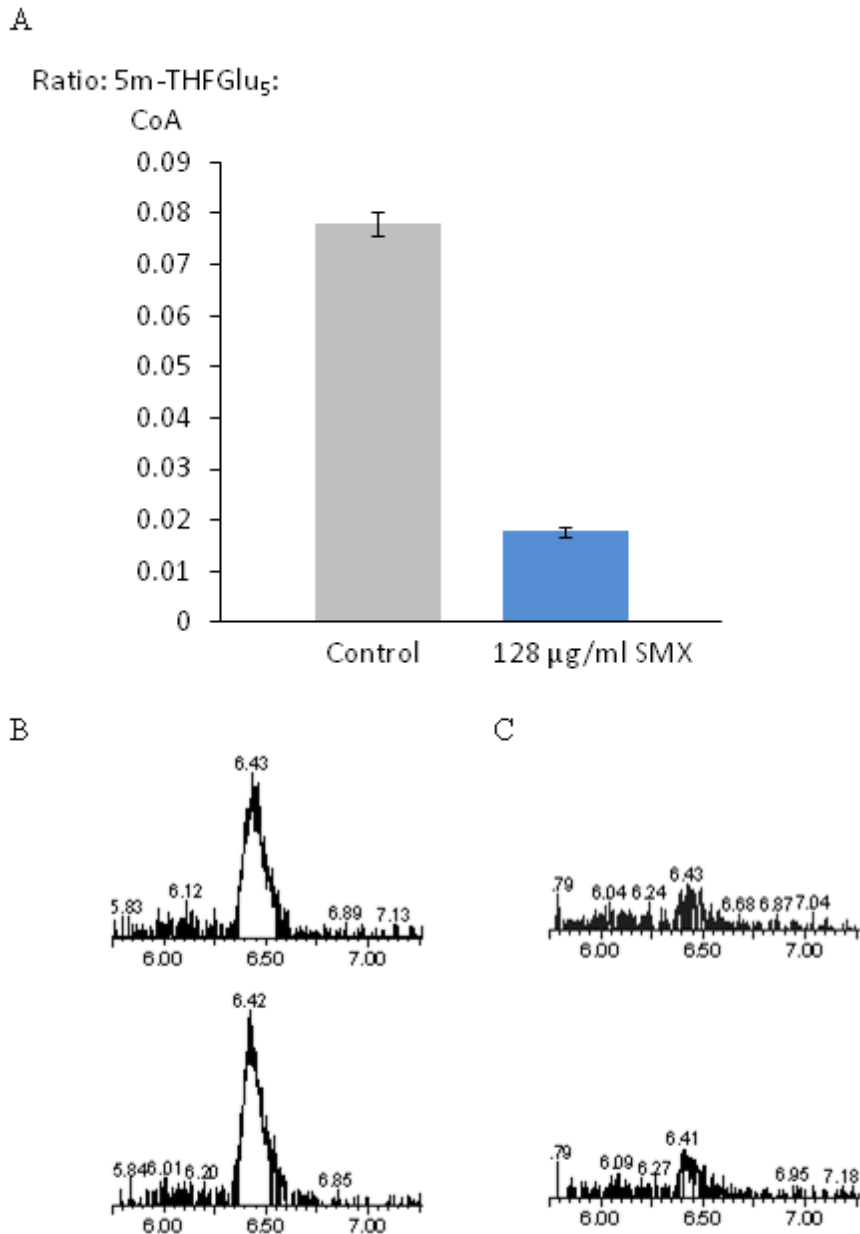 A
Ratio: 5m-THFGlu₅:
CoA
0.09
0.08
0.07
0.06
0.05
0.04
0.03
0.02
0.01
0
Control 128 µg/ml SMX
B C
6.43
5.83 6.12 6.89 7.13
6.00 6.50 7.00
.79 6.04 6.24 6.43 6.68 6.87 7.04
6.00 6.50 7.00
6.42
5.84 6.01 6.20 6.85
6.00 6.50 7.00
.79 6.09 6.27 6.41 6.95 7.18
6.00 6.50 7.00